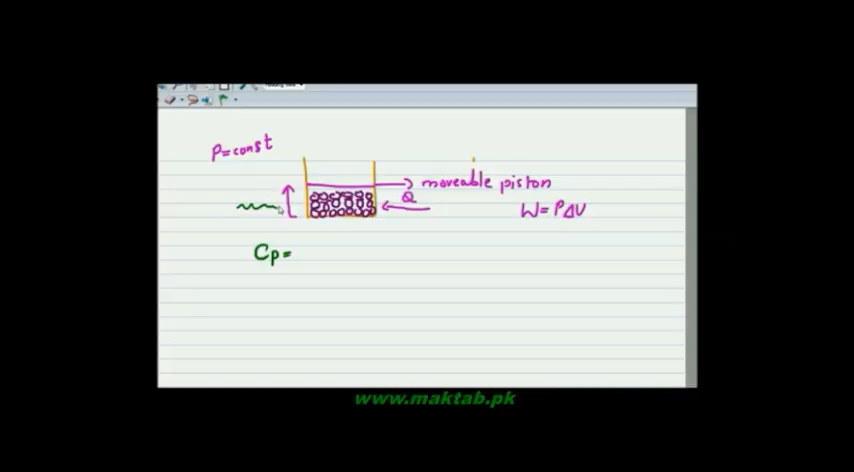 P=const
moveable piston
Q
W= PΔV
Cp=
www.maktab.pk